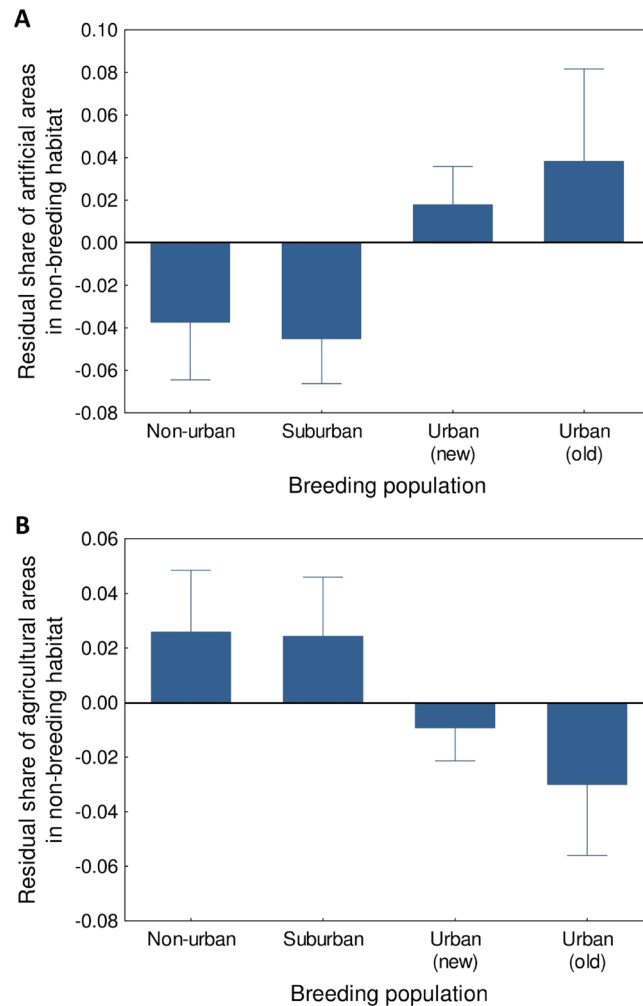 A
Residual share of artificial areas
in non-breeding habitat
0.10
0.08
0.06
0.04
0.02
0.00
-0.02
-0.04
-0.06
-0.08
Non-urban Suburban Urban Urban
(new) (old)
Breeding population
B
Residual share of agricultural areas
in non-breeding habitat
0.06
0.04
0.02
0.00
-0.02
-0.04
-0.06
-0.08
Non-urban Suburban Urban Urban
(new) (old)
Breeding population